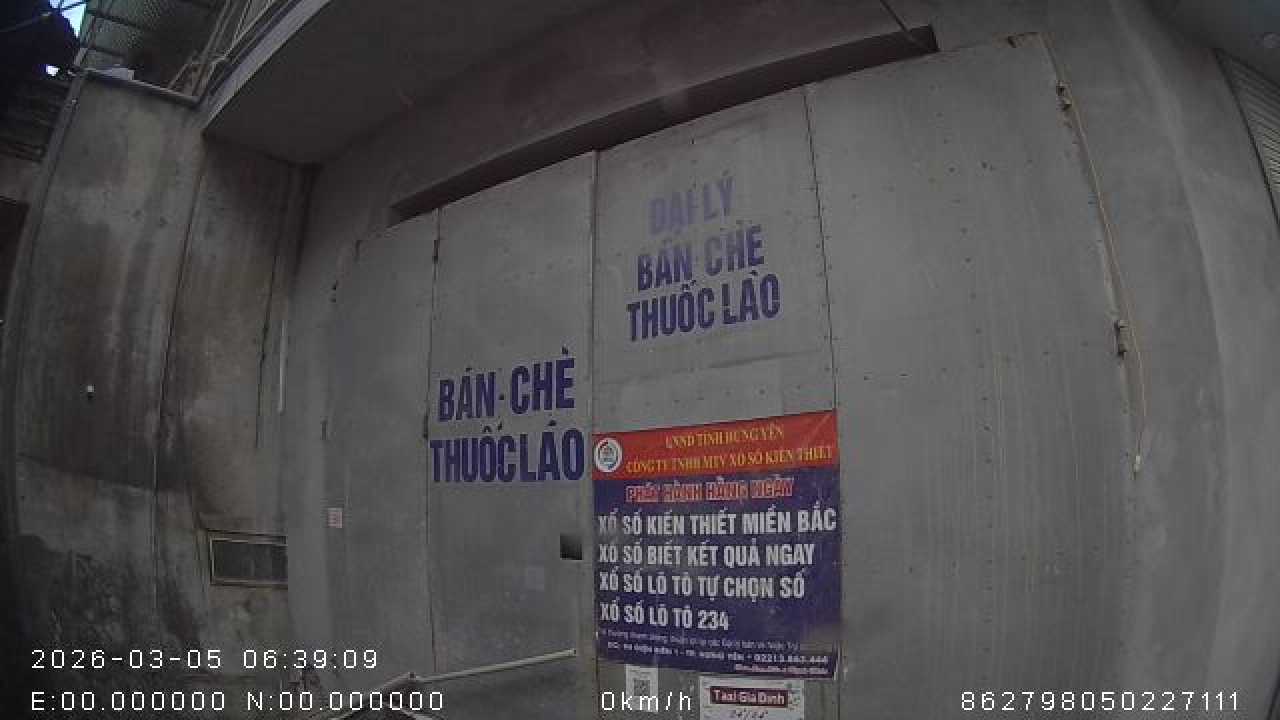 ĐẠI LÝ
BÁN CHÈ
THUỐC LÀO
BÁN CHÈ
THUỐC LÁO
UNND TỈNH HƯNG YÊN
CÔNG TY TNHH MTV XỔ SỐ KIẾN THIẾT
PHÁT HÀNH HÀNG NGÀY
XỔ SỐ KIẾN THIẾT MIỀN BẮC
XỔ SỐ BIẾT KẾT QUẢ NGAY
XỔ SỐ LÔ TÔ TỰ CHỌN SỐ
XỔ SỐ LÔ TÔ 234
Taxi Gia Đình
2026-03-05 06:39:09
E:00.000000 N:00.000000 0km/h 862798050227111